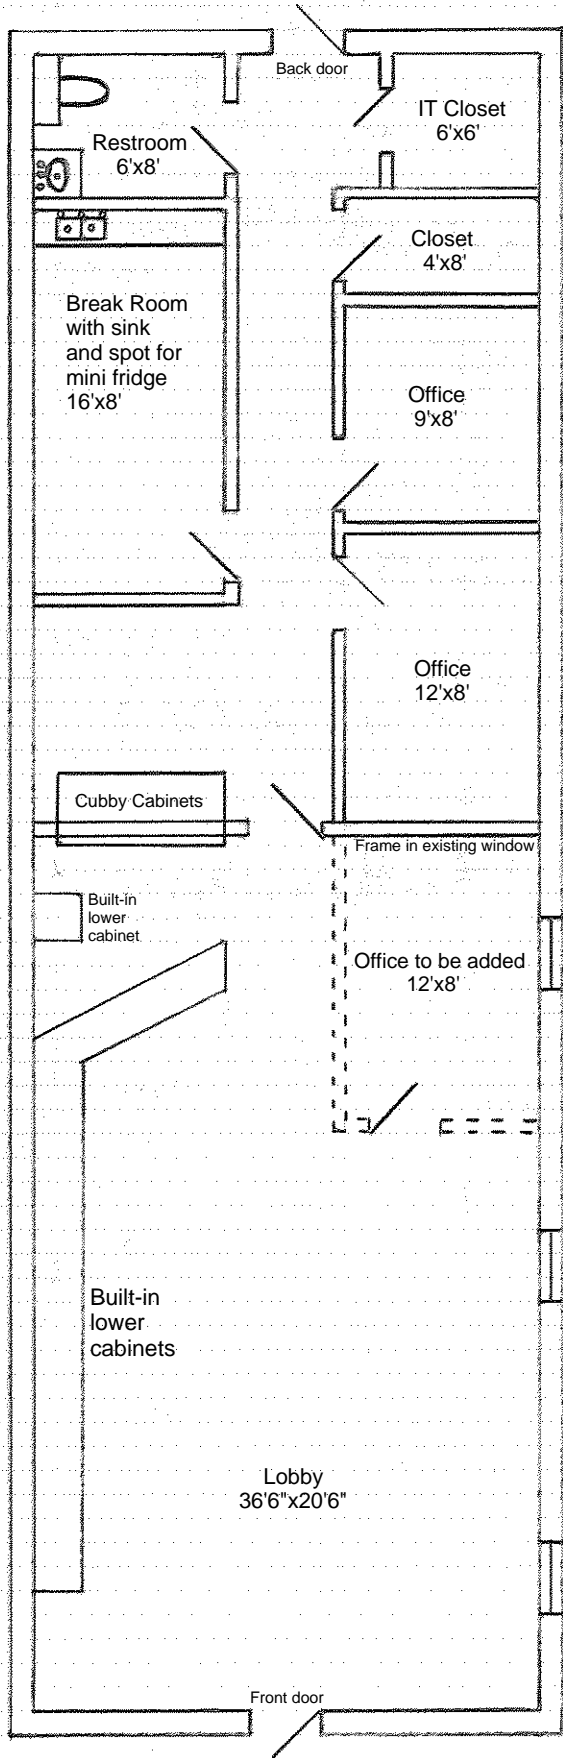 Back door
IT Closet
6'x6'
Restroom
6'x8'
Closet
4'x8'
Break Room
with sink
and spot for
mini fridge
16'x8'
Office
9'x8'
Office
12'x8'
Cubby Cabinets
Frame in existing window
Built-in
lower
cabinet
Office to be added
12'x8'
Built-in
lower
cabinets
Lobby
36'6"x20'6"
Front door